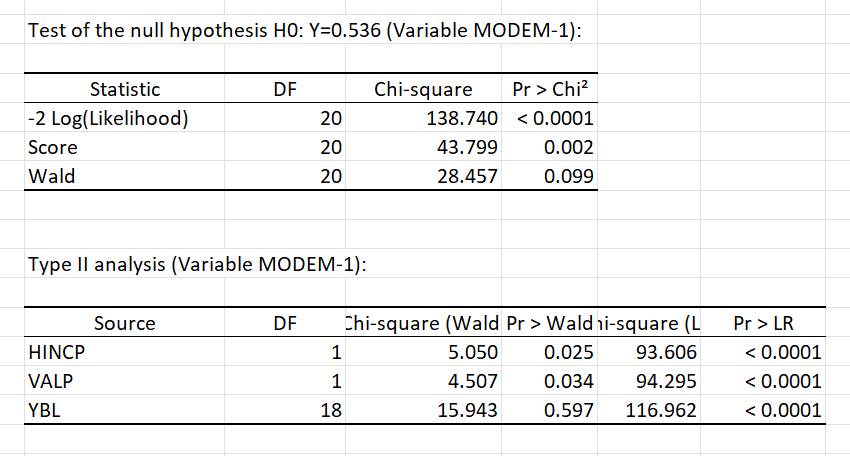 Test of the null hypothesis H0: Y=0.536 (Variable MODEM-1):
Statistic DF Chi-square Pr > Chi²
-2 Log(Likelihood) 20 138.740 < 0.0001
Score 20 43.799 0.002
Wald 20 28.457 0.099
Type II analysis (Variable MODEM-1):
Source DF Chi-square (Wald Pr > Wald hi-square (L Pr > LR
HINCP 1 5.050 0.025 93.606 < 0.0001
VALP 1 4.507 0.034 94.295 < 0.0001
YBL 18 15.943 0.597 116.962 < 0.0001